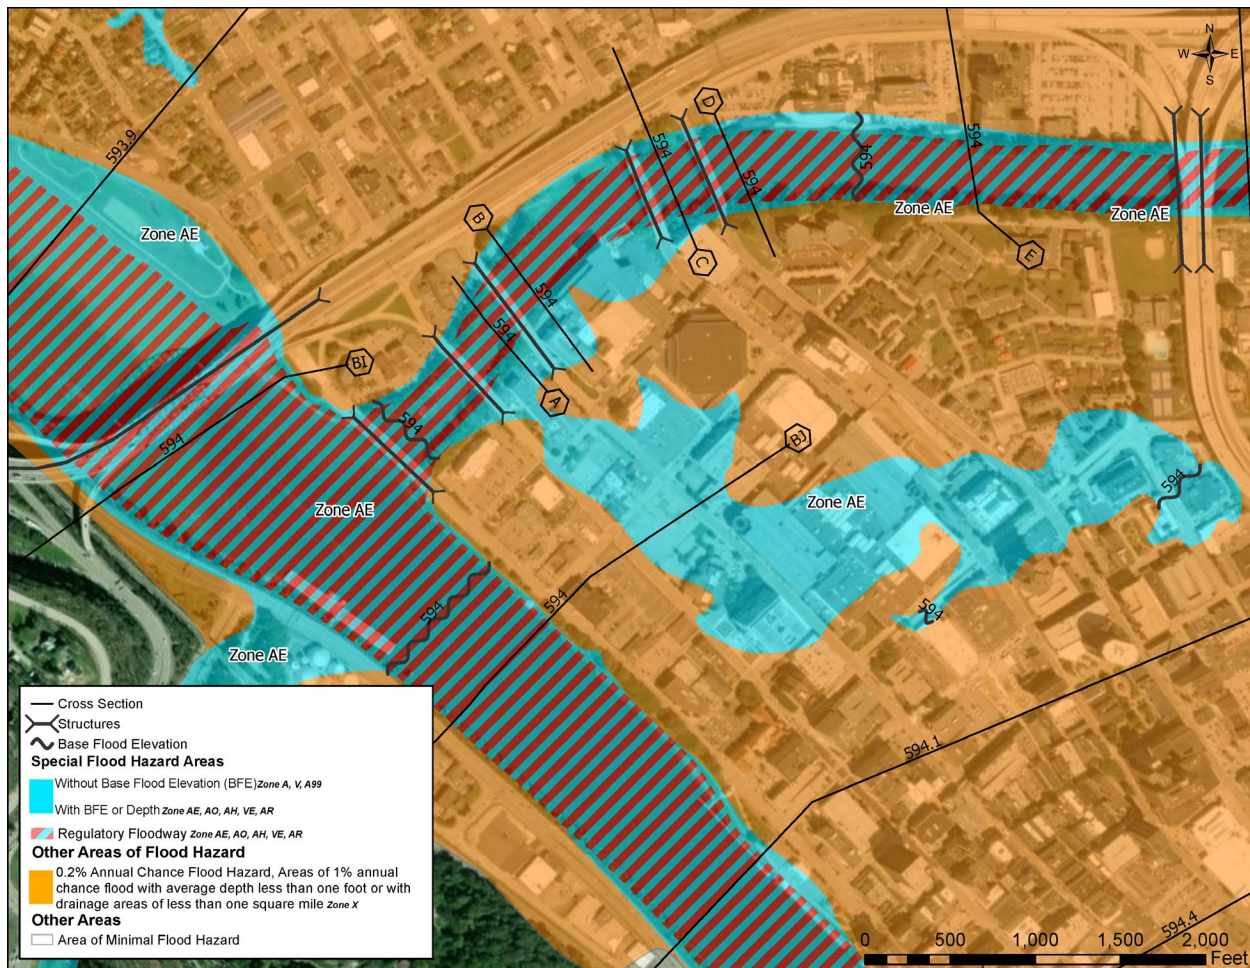 N
W E
S
593.9
D
594
594
594
594
594
B
Zone AE
Zone AE
Zone AE
E
C
594
594
BI
A
594
594
BJ
594
Zone AE
Zone AE
594
594
594
Zone AE
594.1
594.4
Cross Section
Structures
Base Flood Elevation
Special Flood Hazard Areas
Without Base Flood Elevation (BFE) Zone A, V, A99
With BFE or Depth Zone AE, AO, AH, VE, AR
Regulatory Floodway Zone AE, AO, AH, VE, AR
Other Areas of Flood Hazard
0.2% Annual Chance Flood Hazard, Areas of 1% annual
chance flood with average depth less than one foot or with
drainage areas of less than one square mile Zone X
Other Areas
Area of Minimal Flood Hazard
0 500 1,000 1,500 2,000
Feet